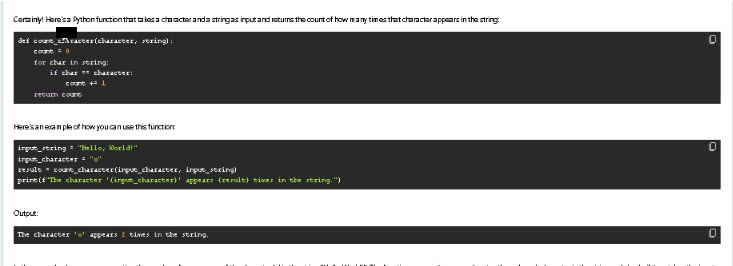 Certainly! Here's a Python function that takes a character and a string as input and returns the count of how many times that character appears in the string:
def count_character(character, string):
    count = 0
    for char in string:
        if char == character:
            count += 1
    return count
Here's an example of how you can use this function:
input_string = "Hello, World!"
input_character = "o"
result = count_character(input_character, input_string)
print(f"The character '{input_character}' appears {result} times in the string.")
Output:
The character 'o' appears 2 times in the string.